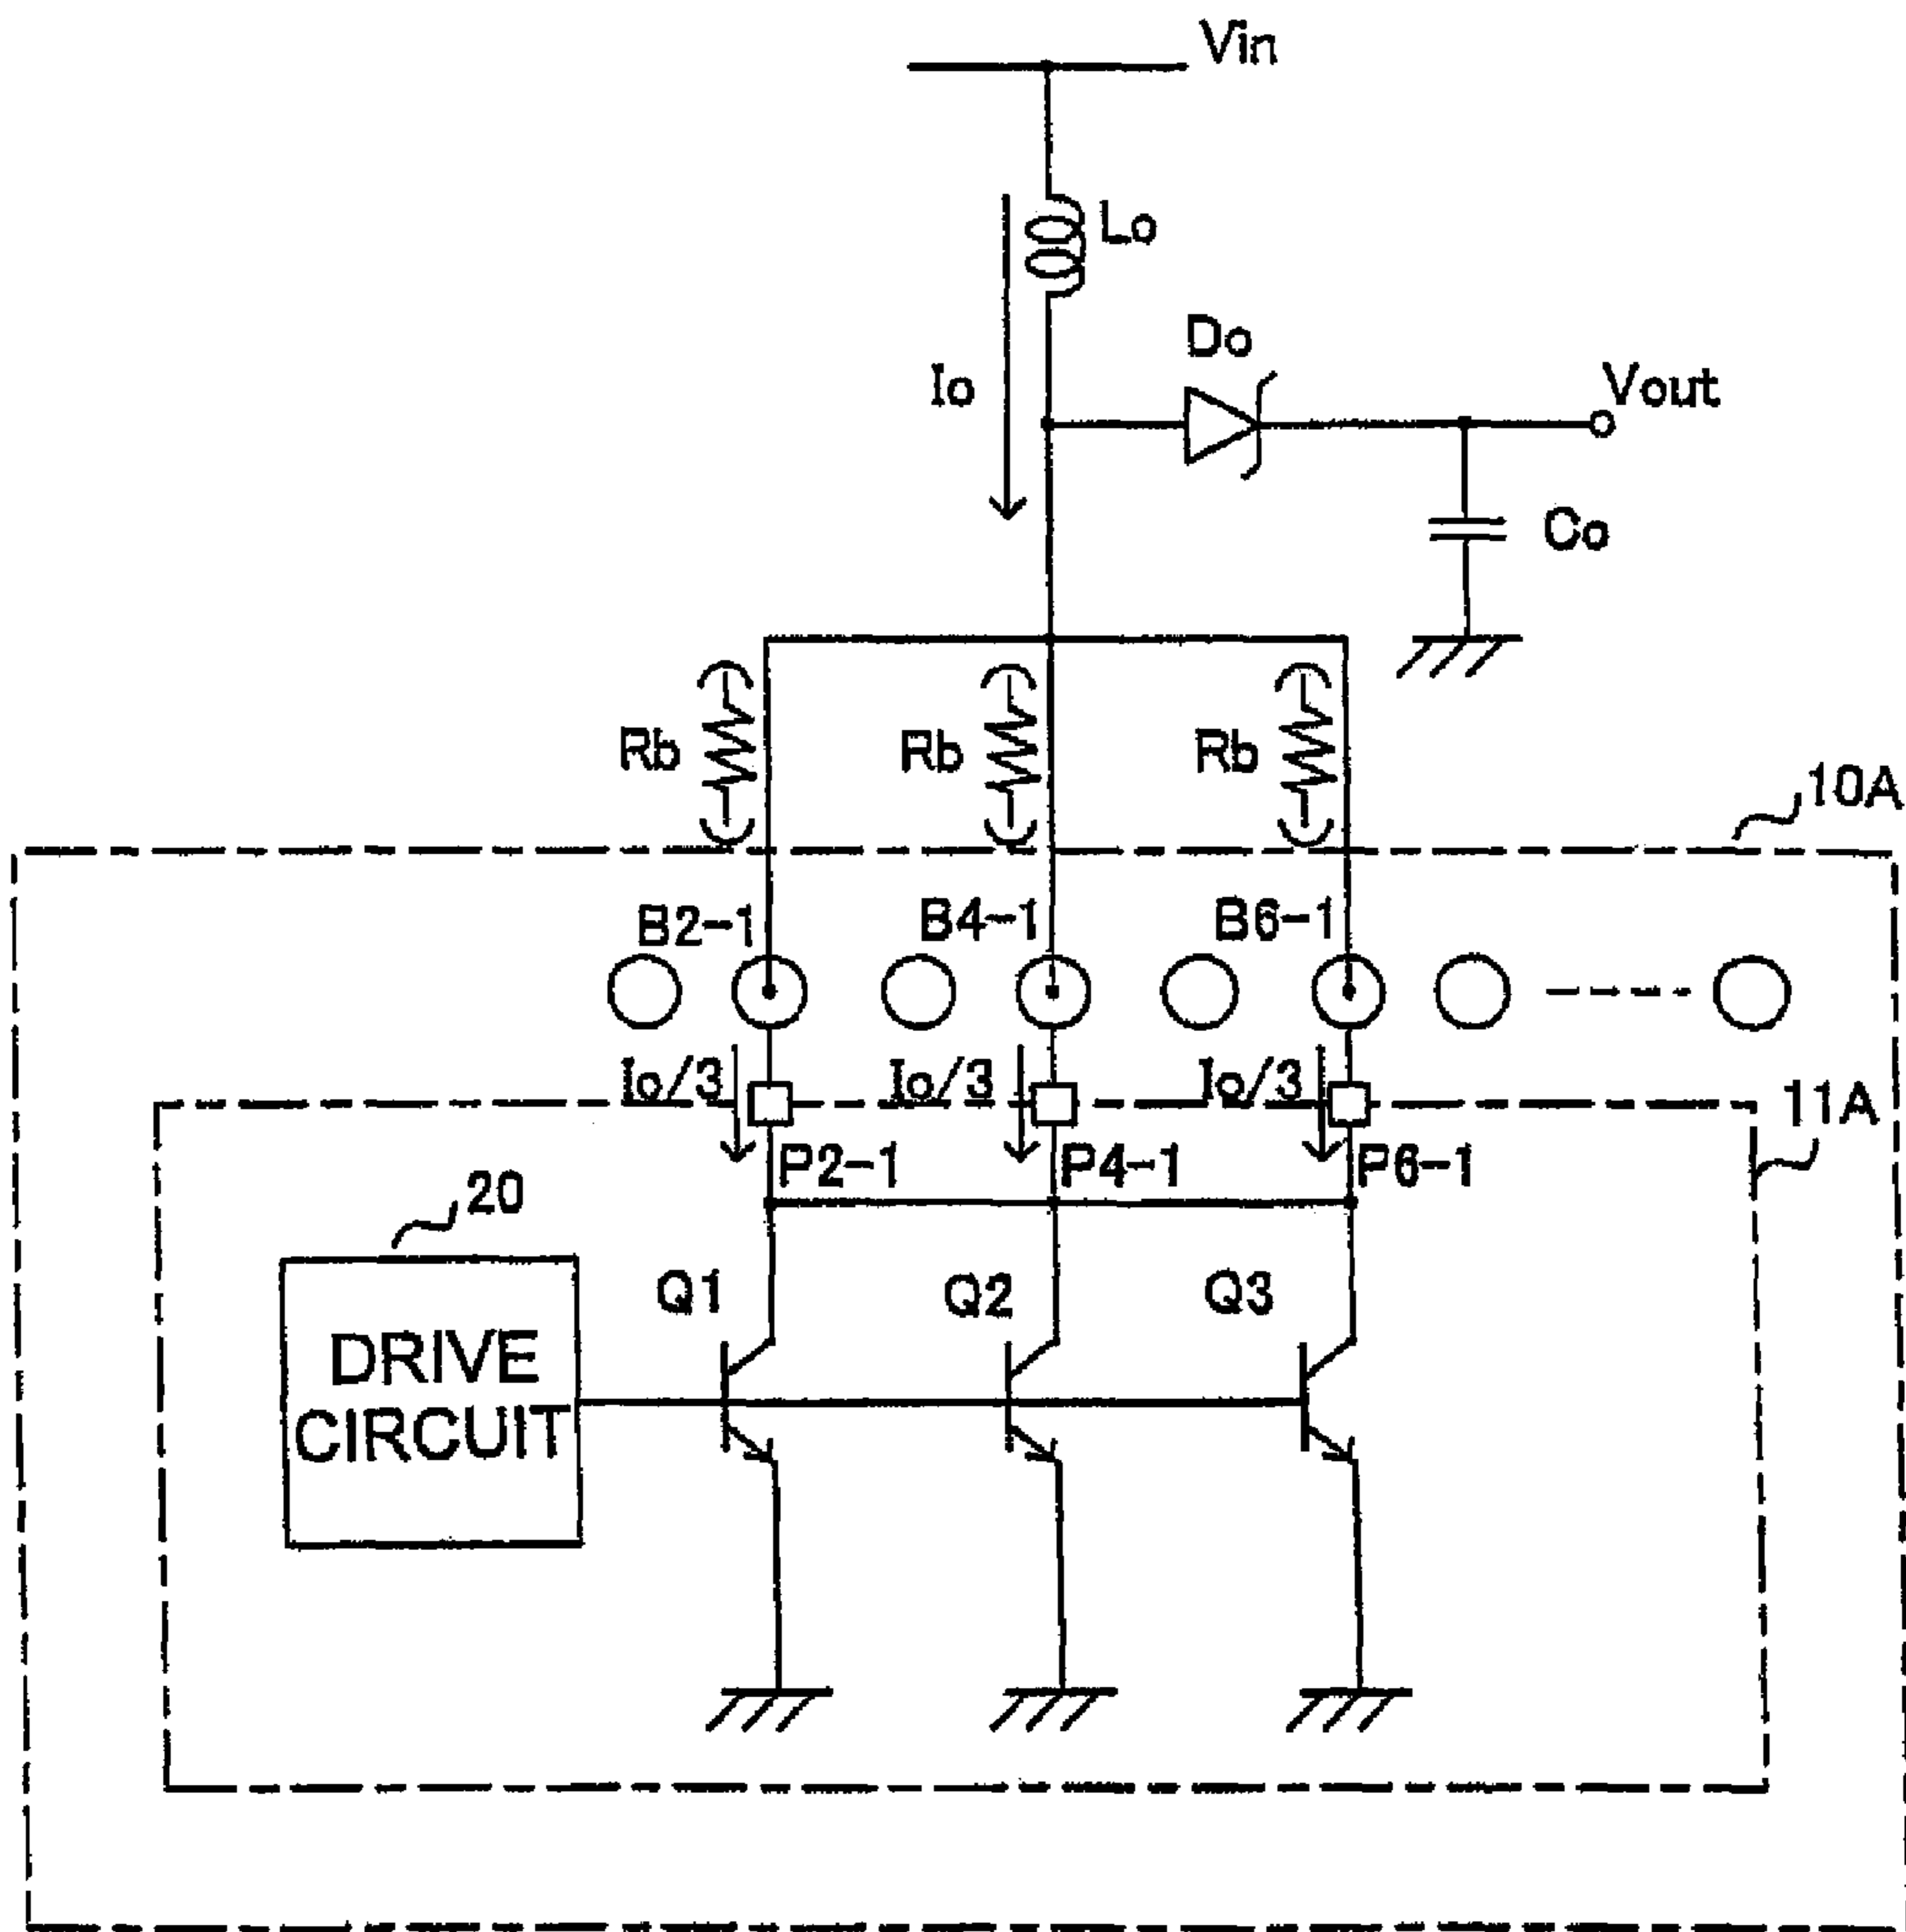 Vin
Lo
Do
Io
Vout
Co
Rb
Rb
Rb
10A
B2-1
B4-1
B6-1
Io/3
Io/3
Io/3
11A
P2-1
P4-1
P6-1
20
Q1
Q2
Q3
DRIVE
CIRCUIT